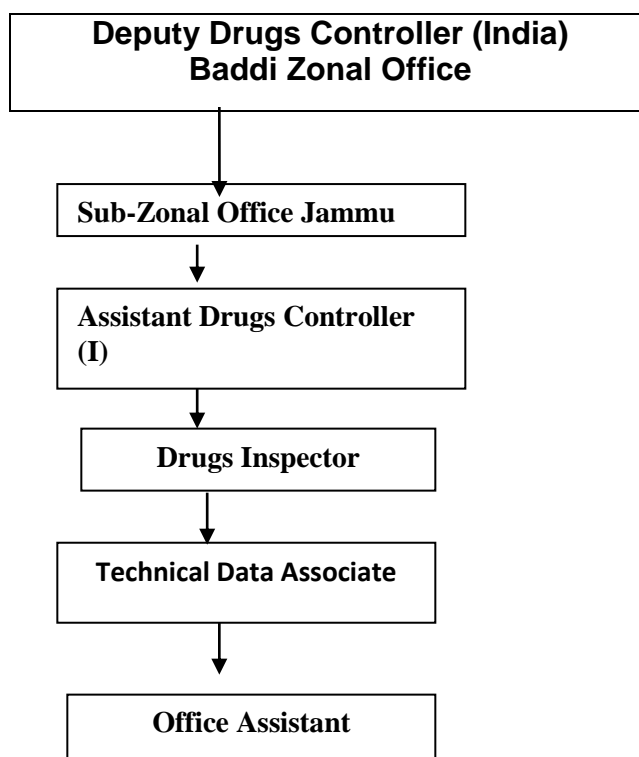 Deputy Drugs Controller (India)
Baddi Zonal Office
Sub-Zonal Office Jammu
Assistant Drugs Controller
(I)
Drugs Inspector
Technical Data Associate
Office Assistant